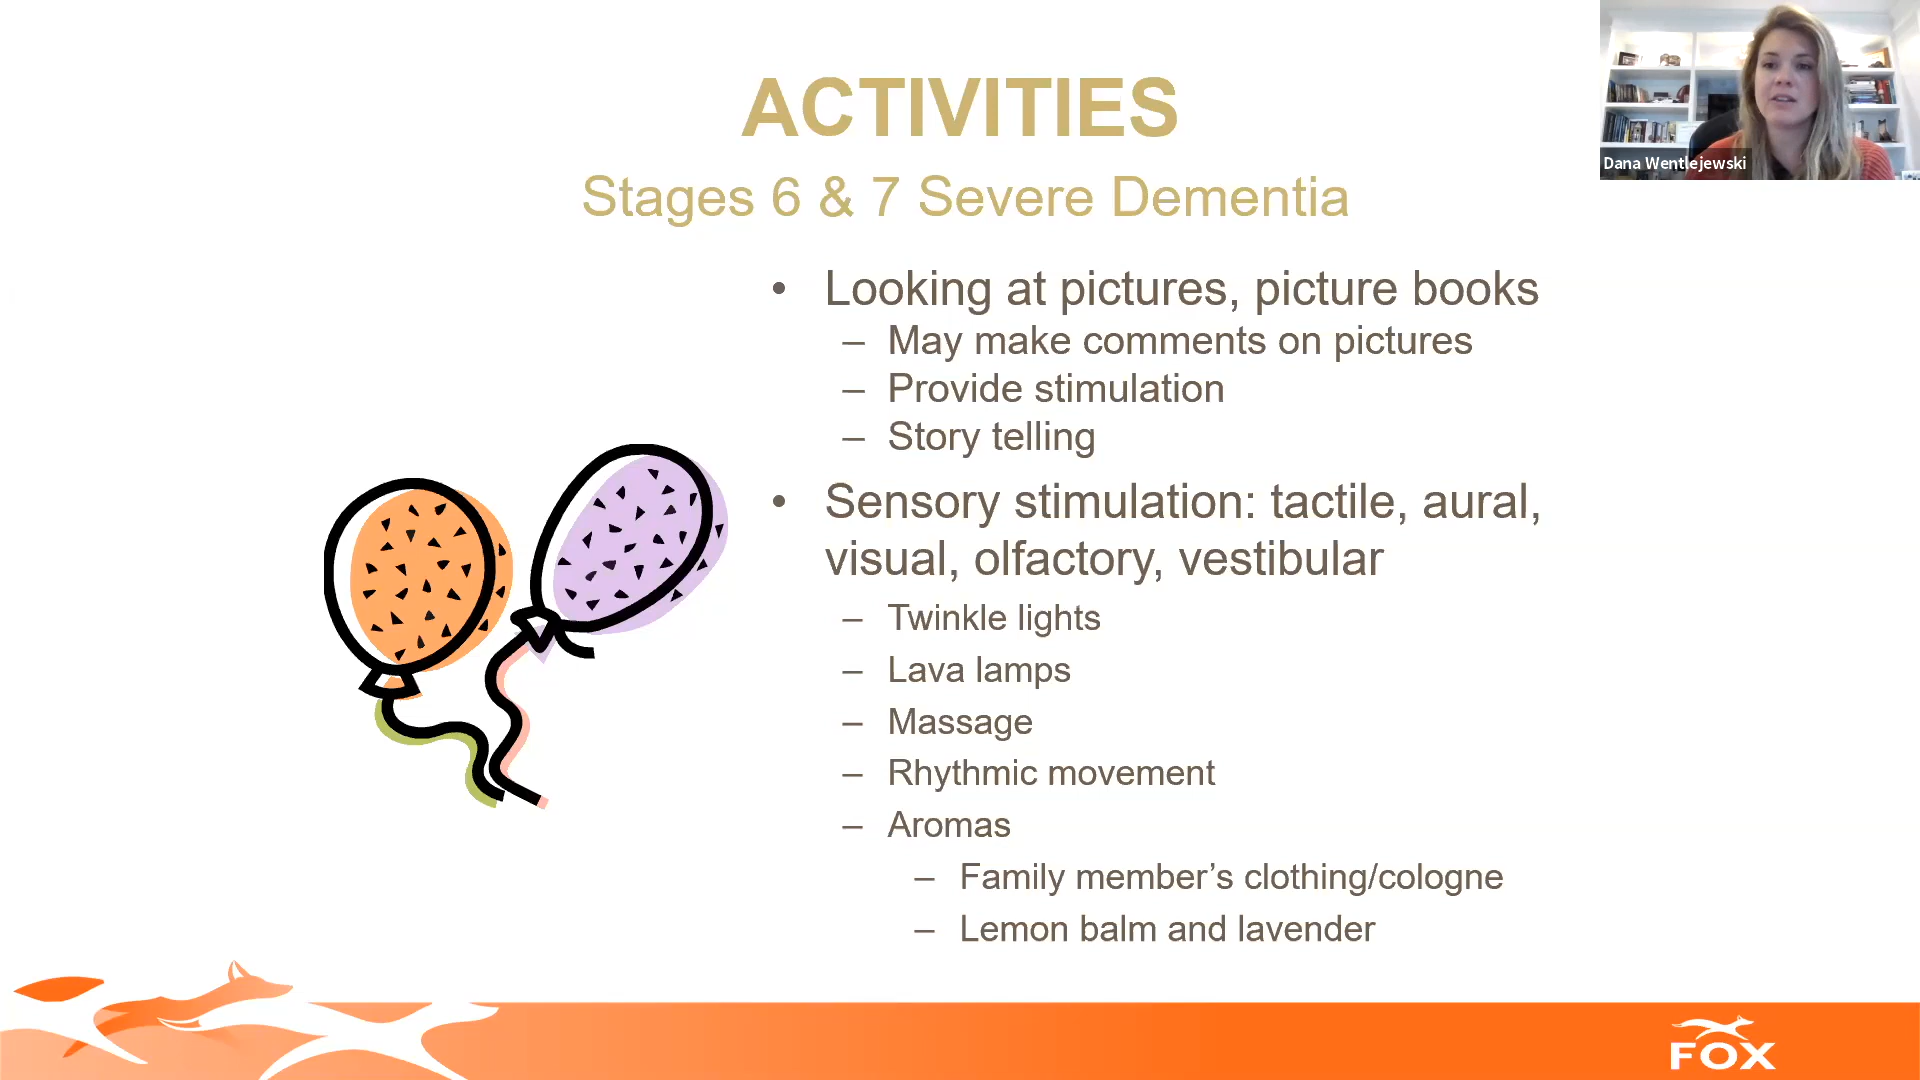 ACTIVITIES
Stages 6 & 7 Severe Dementia
• Looking at pictures, picture books
– May make comments on pictures
– Provide stimulation
– Story telling
• Sensory stimulation: tactile, aural,
visual, olfactory, vestibular
– Twinkle lights
– Lava lamps
– Massage
– Rhythmic movement
– Aromas
– Family member’s clothing/cologne
– Lemon balm and lavender
Dana Wentlejewski
FOX